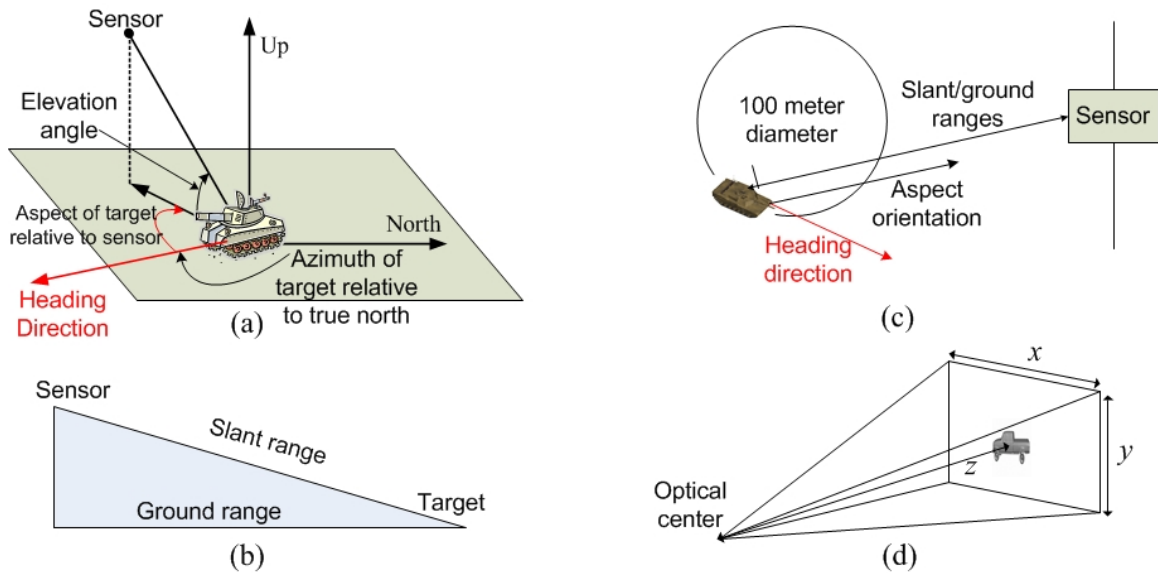 Sensor
Up
Elevation
angle
Aspect of target
relative to sensor
North
Heading
Direction
Azimuth of
target relative
to true north
(a)
Sensor
Slant range
Ground range
Target
(b)
100 meter
diameter
Slant/ground
ranges
Sensor
Aspect
orientation
Heading
direction
(c)
x
y
z
Optical
center
(d)